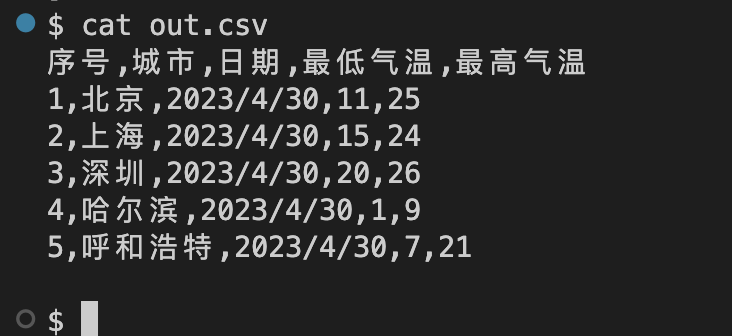 $ cat out.csv
序号,城市,日期,最低气温,最高气温
1,北京,2023/4/30,11,25
2,上海,2023/4/30,15,24
3,深圳,2023/4/30,20,26
4,哈尔滨,2023/4/30,1,9
5,呼和浩特,2023/4/30,7,21
$